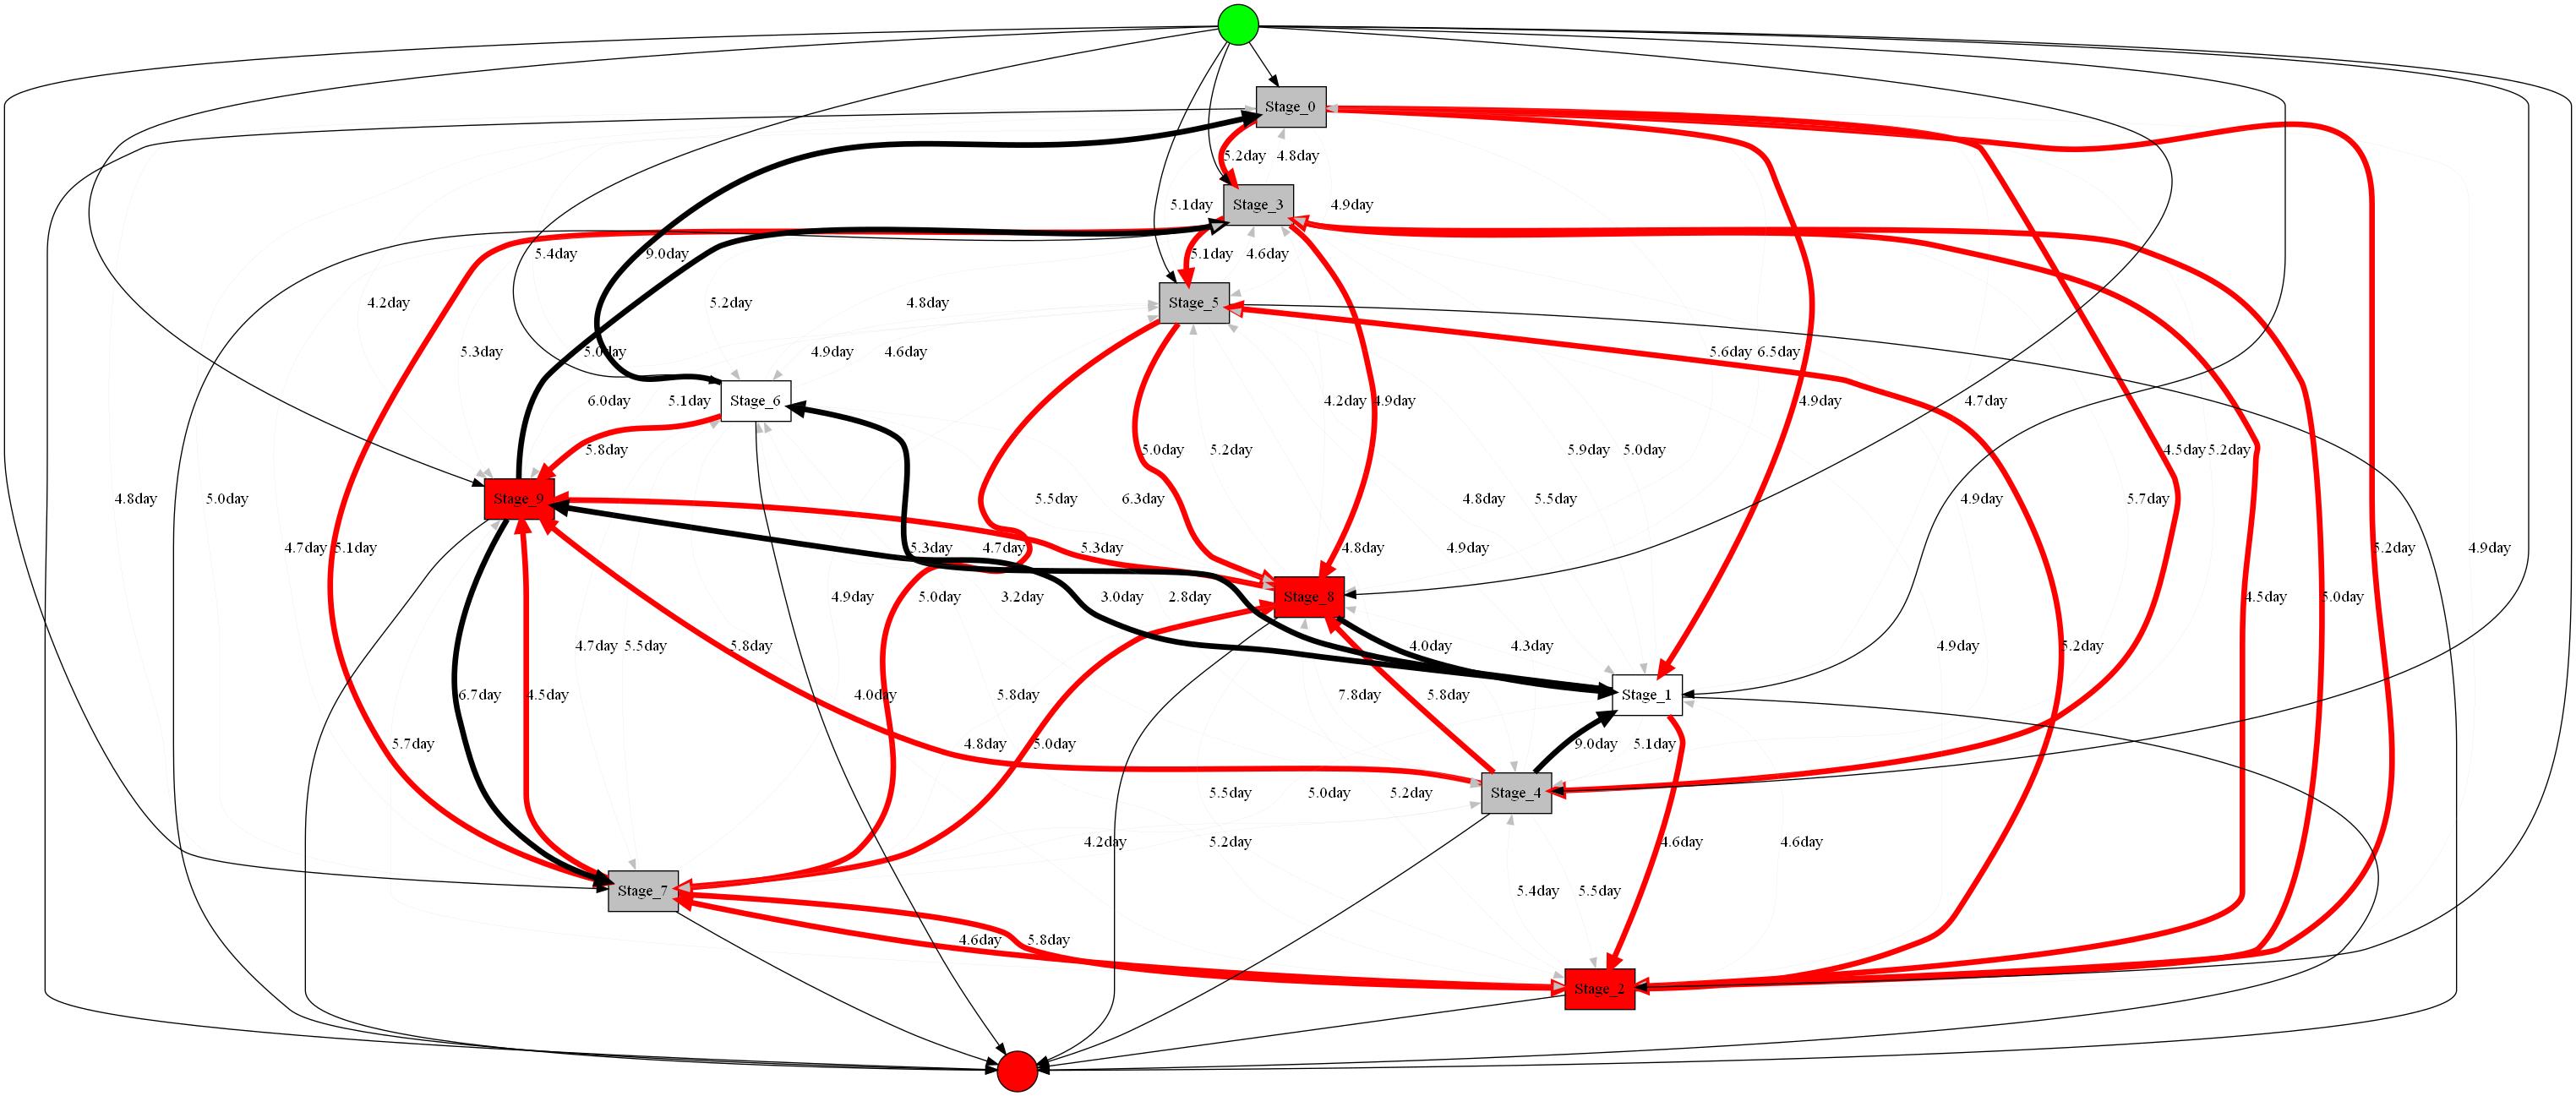 Stage_0
5.2day 4.8day
Stage_3
5.1day 4.9day
5.4day 9.0day 5.1day 4.6day
4.2day 5.2day 4.8day Stage_5
5.3day 5.0day 4.9day 4.6day 5.6day 6.5day
6.0day 5.1day Stage_6 4.2day 4.9day 4.9day 4.7day
5.8day 5.0day 5.2day 5.9day 5.0day 4.5day 5.2day
4.8day 5.0day Stage_9 5.5day 6.3day 4.8day 5.5day 4.9day 5.7day
4.7day 5.1day 5.3day 4.7day 5.3day 4.8day 4.9day 5.2day 4.9day
4.9day 5.0day 3.2day 3.0day 2.8day Stage_8 4.5day 5.0day
4.7day 5.5day 5.8day 4.0day 4.3day 4.9day 5.2day
6.7day 4.5day 4.0day 5.8day 7.8day 5.8day Stage_1
5.7day 4.8day 5.0day 9.0day 5.1day
5.5day 5.0day 5.2day Stage_4
4.2day 5.2day 4.6day 4.6day
Stage_7 5.4day 5.5day
4.6day 5.8day
Stage_2